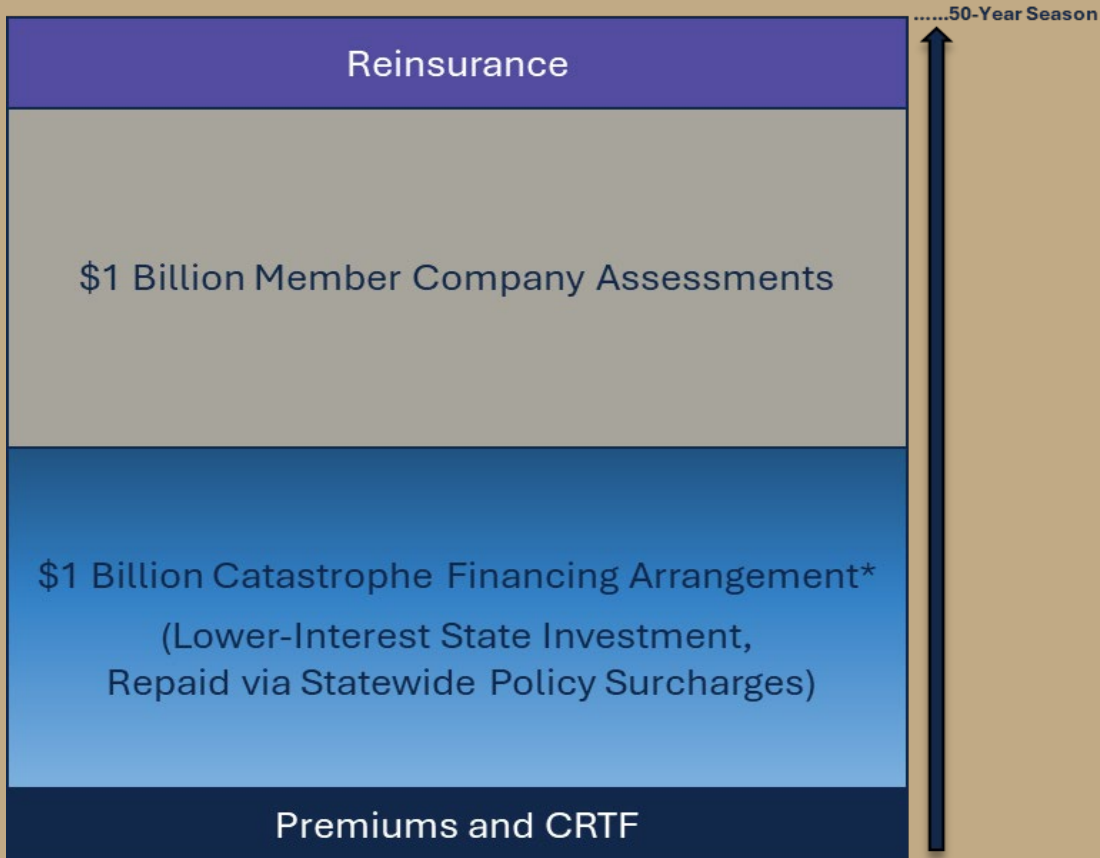 ......50-Year Season
Reinsurance
$1 Billion Member Company Assessments
$1 Billion Catastrophe Financing Arrangement*
(Lower-Interest State Investment,
Repaid via Statewide Policy Surcharges)
Premiums and CRTF